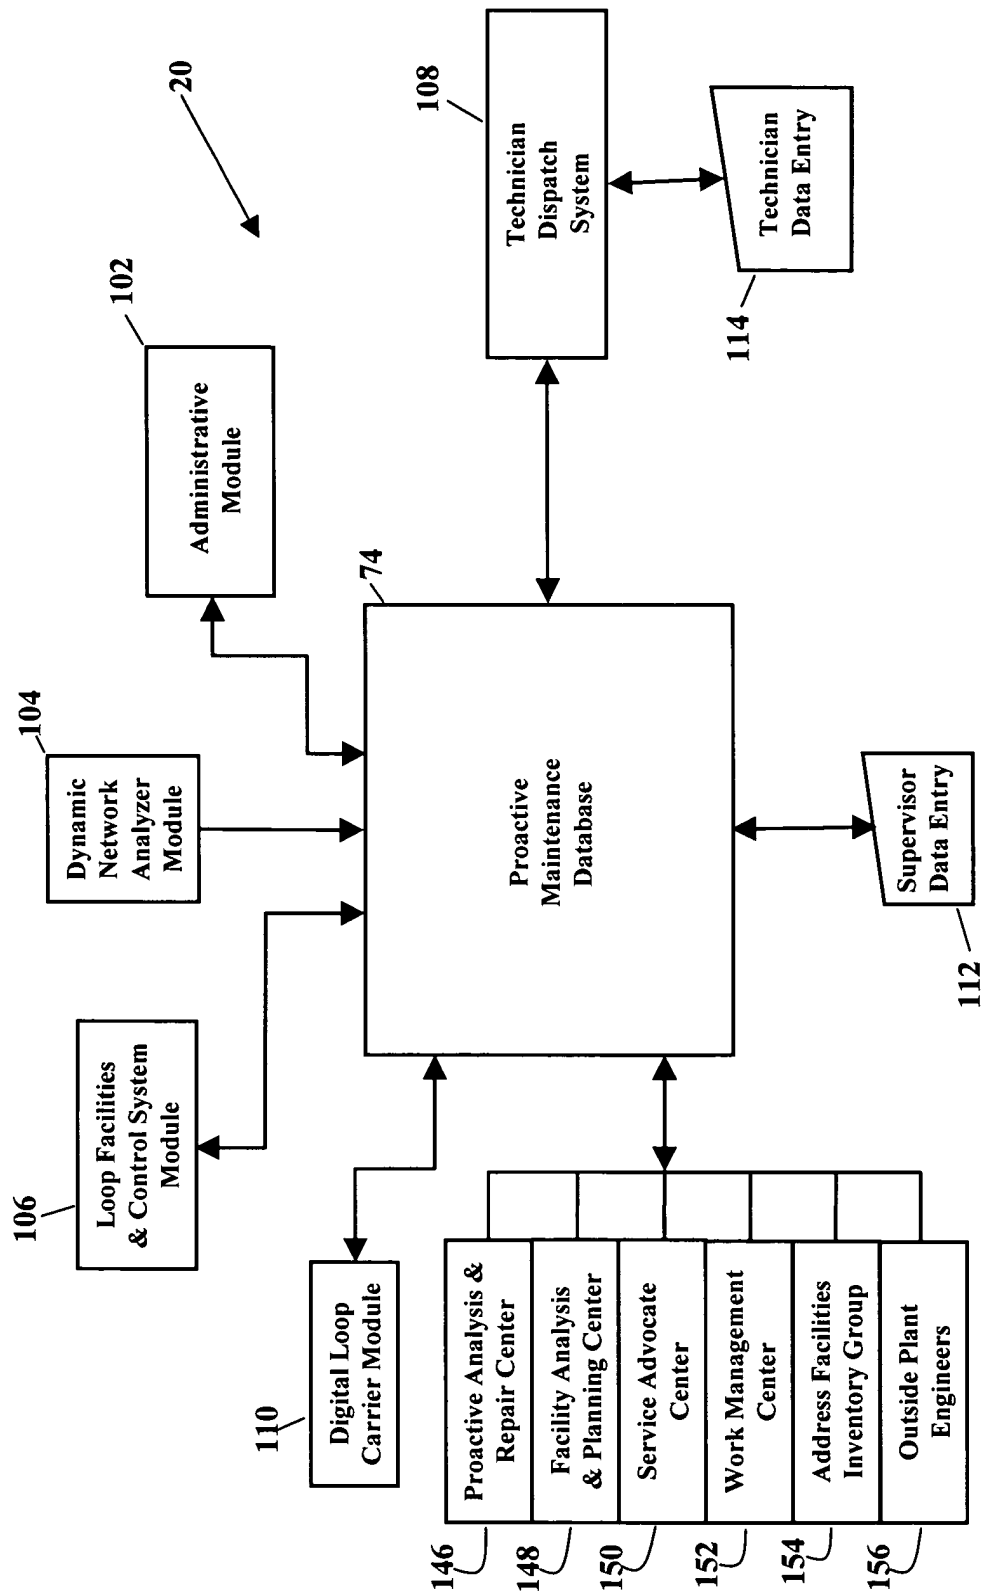 20
102
Administrative
Module
104
Dynamic
Network
Analyzer
Module
106
Loop Facilities
& Control System
Module
108
Technician
Dispatch
System
114
Technician
Data Entry
74
Proactive
Maintenance
Database
112
Supervisor
Data Entry
110
Digital Loop
Carrier Module
146
Proactive Analysis &
Repair Center
148
Facility Analysis
& Planning Center
150
Service Advocate
Center
152
Work Management
Center
154
Address Facilities
Inventory Group
156
Outside Plant
Engineers